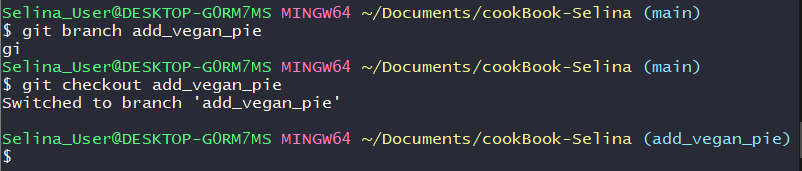 Selina_User@DESKTOP-G0RM7MS MINGW64 ~/Documents/cookBook-Selina (main)
$ git branch add_vegan_pie
gi
Selina_User@DESKTOP-G0RM7MS MINGW64 ~/Documents/cookBook-Selina (main)
$ git checkout add_vegan_pie
Switched to branch 'add_vegan_pie'
Selina_User@DESKTOP-G0RM7MS MINGW64 ~/Documents/cookBook-Selina (add_vegan_pie)
$